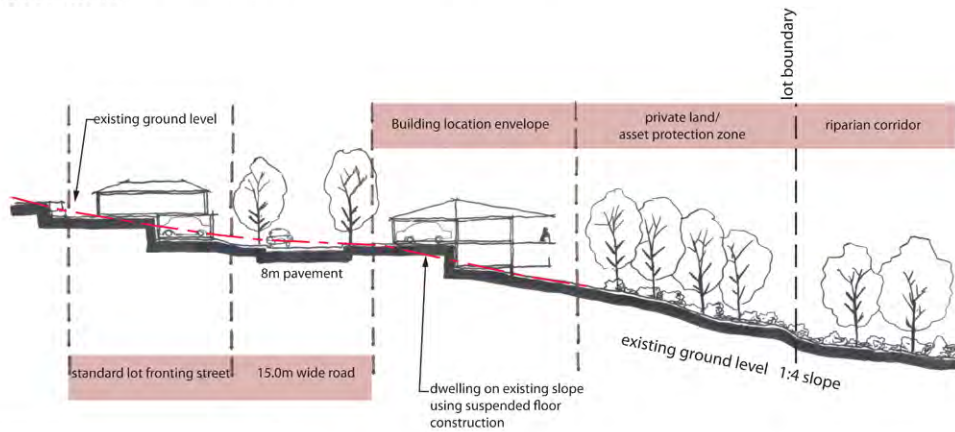 lot boundary
existing ground level
Building location envelope
private land/
asset protection zone
riparian corridor
8m pavement
existing ground level 1:4 slope
standard lot fronting street
15.0m wide road
dwelling on existing slope
using suspended floor
construction